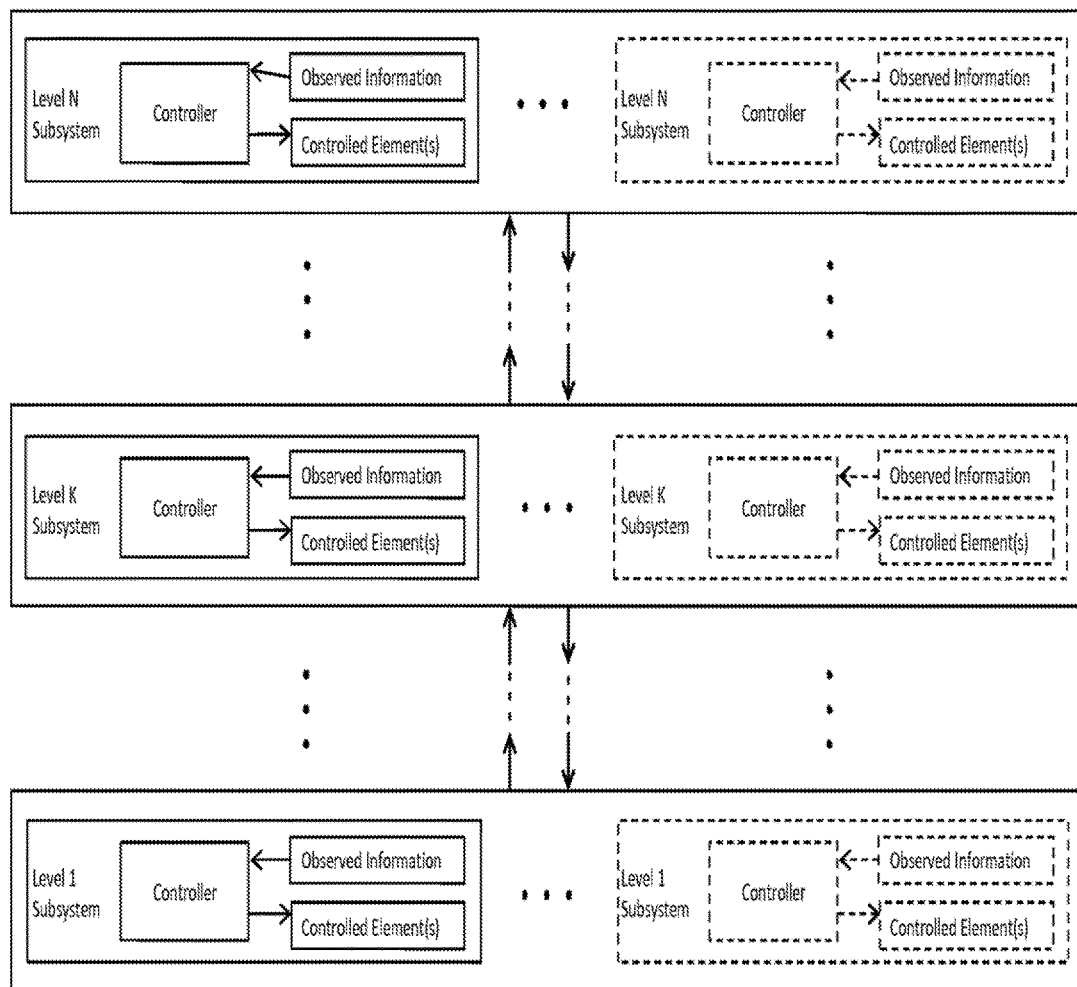 Level N
Subsystem
Controller
Observed Information
Controlled Element(s)
Level N
Subsystem
Controller
Observed Information
Controlled Element(s)
Level K
Subsystem
Controller
Observed Information
Controlled Element(s)
Level K
Subsystem
Controller
Observed Information
Controlled Element(s)
Level 1
Subsystem
Controller
Observed Information
Controlled Element(s)
Level 1
Subsystem
Controller
Observed Information
Controlled Element(s)